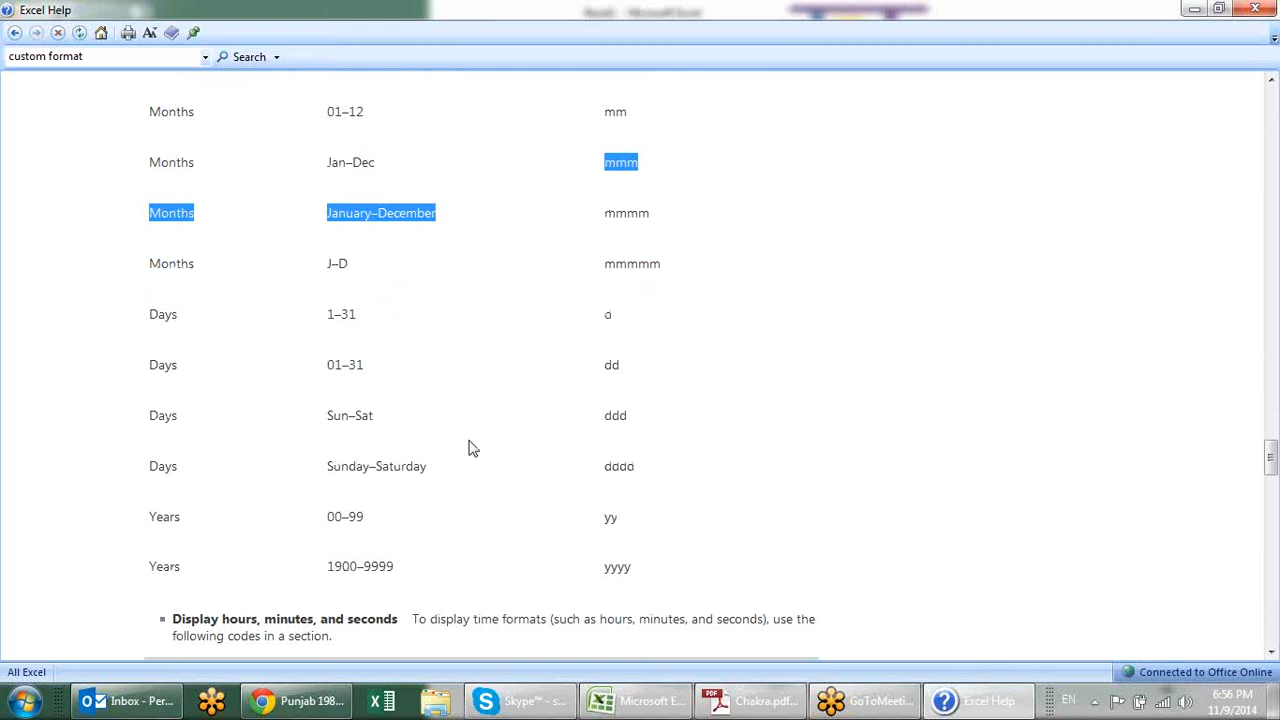 Excel Help
custom format
Search
Months 01–12 mm
Months Jan–Dec mmm
Months January–December mmmm
Months J–D mmmmm
Days 1–31 d
Days 01–31 dd
Days Sun–Sat ddd
Days Sunday–Saturday dddd
Years 00–99 yy
Years 1900–9999 yyyy
Display hours, minutes, and seconds To display time formats (such as hours, minutes, and seconds), use the
following codes in a section.
All Excel Connected to Office Online
Inbox - Per... Punjab 198... Skype™ - s... Microsoft E... Chakra.pdf... GoToMeeti... Excel Help EN 6:56 PM
11/9/2014